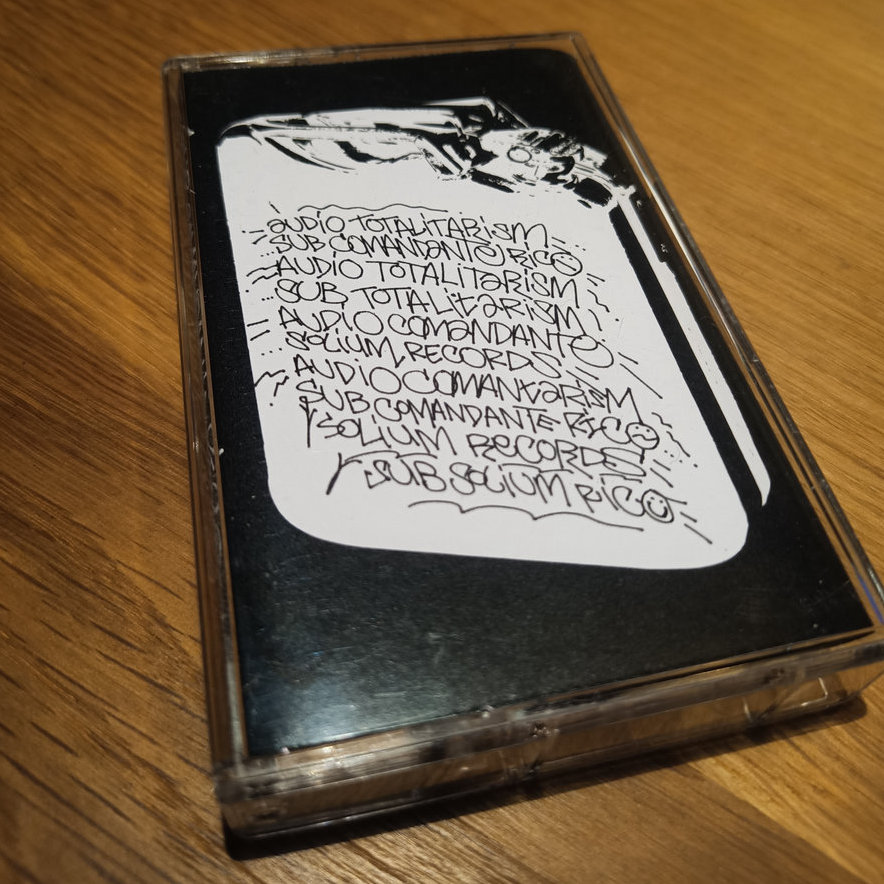 AUDIO TOTALITARISM
SUB COMANDANTO RICO
AUDIO TOTALITARISM
SUB TOTALITARISM
AUDIO COMANDANTO
SOLIUM RECORDS
AUDIO COMANTARISM
SUB COMANDANTE RICO
SOLIUM RECORDS
SUB SOLIUM RICO